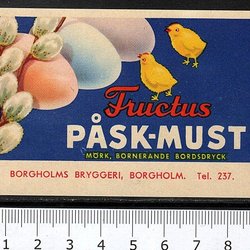 Fructus
PÅSK-MUST
MÖRK, BORNERANDE BORDSDRYCK
BORGHOLMS BRYGGERI, BORGHOLM. Tel. 237.
1 2 3 4 5 6 7 8